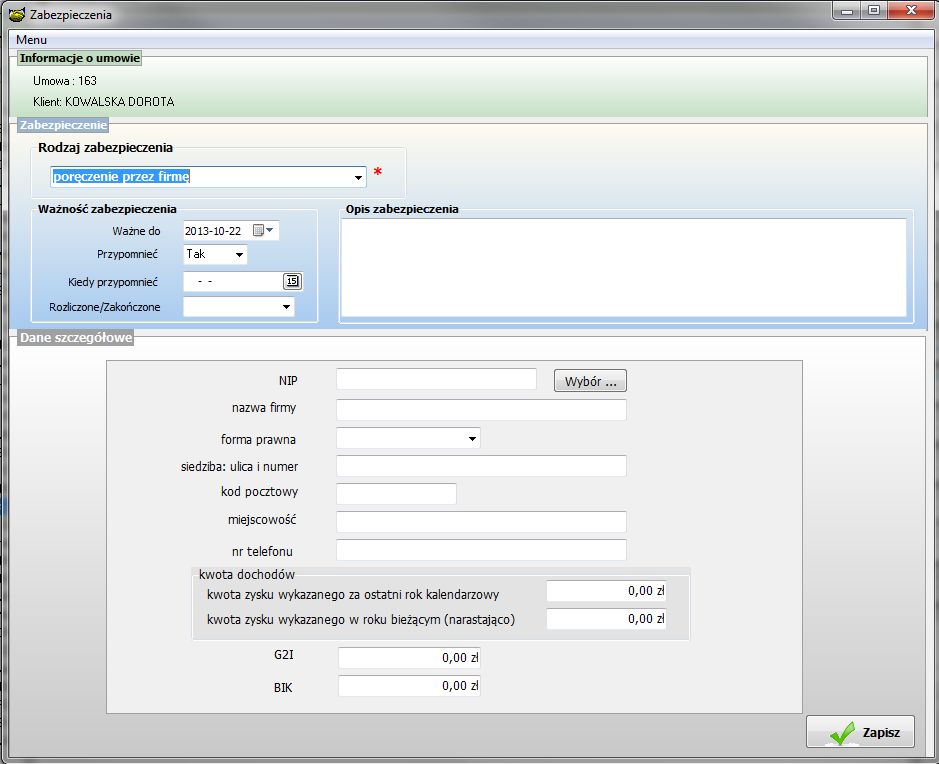 Zabezpieczenia
Menu
Informacje o umowie
Umowa : 163
Klient: KOWALSKA DOROTA
Zabezpieczenie
Rodzaj zabezpieczenia
poręczenie przez firmę *
Ważność zabezpieczenia
Ważne do 2013-10-22
Przypomnieć Tak
Kiedy przypomnieć - - 15
Rozliczone/Zakończone
Opis zabezpieczenia
Dane szczegółowe
NIP Wybór ...
nazwa firmy
forma prawna
siedziba: ulica i numer
kod pocztowy
miejscowość
nr telefonu
kwota dochodów
kwota zysku wykazanego za ostatni rok kalendarzowy 0,00 zł
kwota zysku wykazanego w roku bieżącym (narastająco) 0,00 zł
G2I 0,00 zł
BIK 0,00 zł
Zapisz